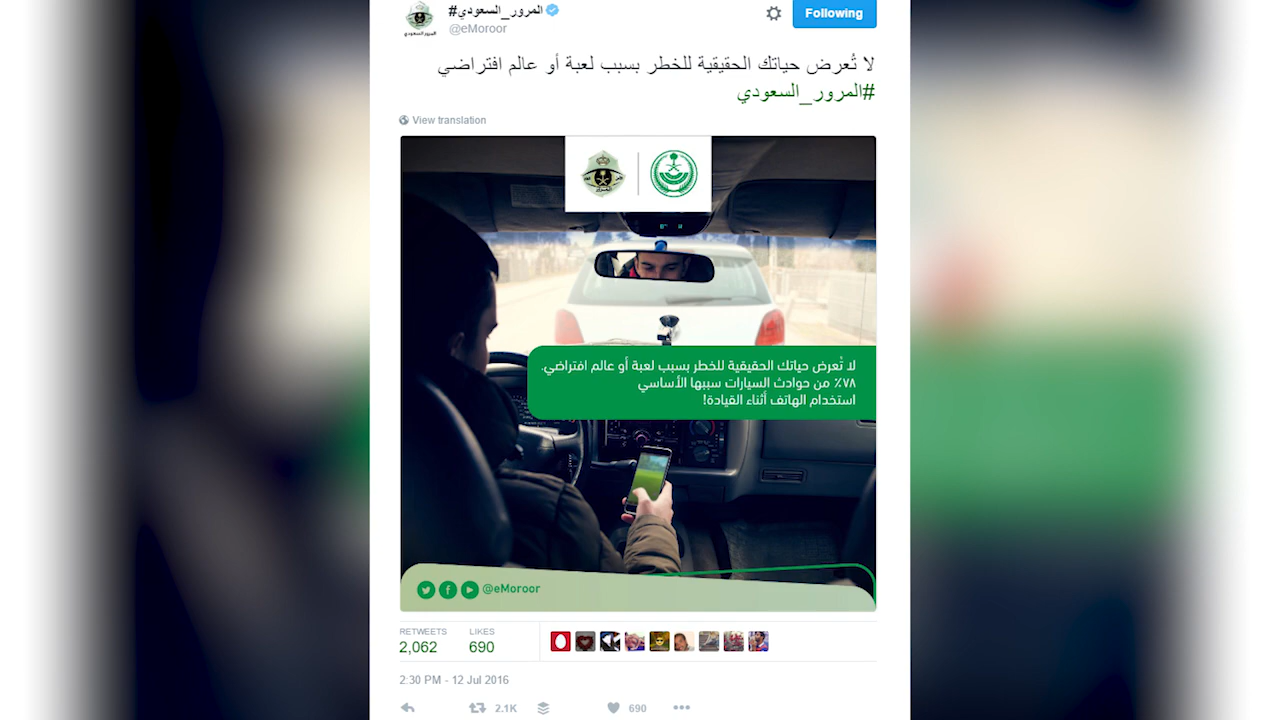 #المرور_السعودي
@eMoroor
Following
لا تُعرض حياتك الحقيقية للخطر بسبب لعبة أو عالم افتراضي
#المرور_السعودي
View translation
لا تُعرض حياتك الحقيقية للخطر بسبب لعبة أو عالم افتراضي.
٧٨٪ من حوادث السيارات سببها الأساسي
استخدام الهاتف أثناء القيادة!
@eMoroor
RETWEETS
LIKES
2,062
690
2:30 PM - 12 Jul 2016
2.1K
690